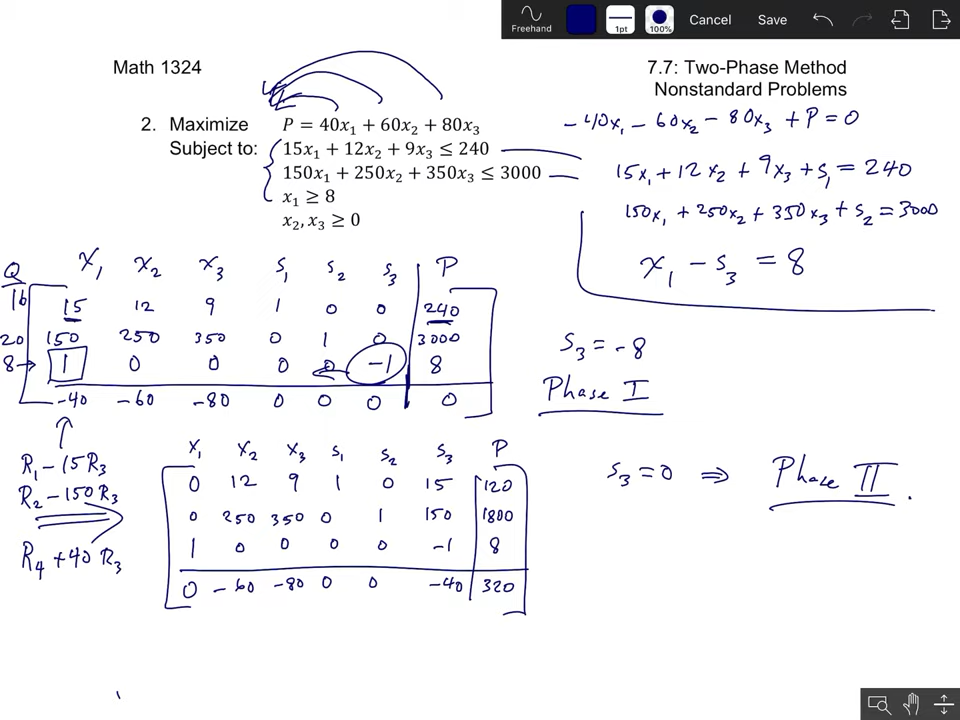 Freehand 1pt 100% Cancel Save
Math 1324
7.7: Two-Phase Method
Nonstandard Problems
2. Maximize P = 40x₁ + 60x₂ + 80x₃
Subject to: 15x₁ + 12x₂ + 9x₃ ≤ 240
150x₁ + 250x₂ + 350x₃ ≤ 3000
x₁ ≥ 8
x₂, x₃ ≥ 0
-40x₁ - 60x₂ - 80x₃ + P = 0
15x₁ + 12x₂ + 9x₃ + s₁ = 240
150x₁ + 250x₂ + 350x₃ + s₂ = 3000
x₁ - s₃ = 8
Q x₁ x₂ x₃ s₁ s₂ s₃ P
16 15 12 9 1 0 0 240
20 150 250 350 0 1 0 3000
8→ 1 0 0 0 0 -1 8
-40 -60 -80 0 0 0 0
s₃ = -8
Phase I
R₁ - 15R₃
R₂ - 150R₃
R₄ + 40R₃
x₁ x₂ x₃ s₁ s₂ s₃ P
0 12 9 1 0 15 120
0 250 350 0 1 150 1800
1 0 0 0 0 -1 8
0 -60 -80 0 0 -40 320
s₃ = 0 ⇒ Phase II.